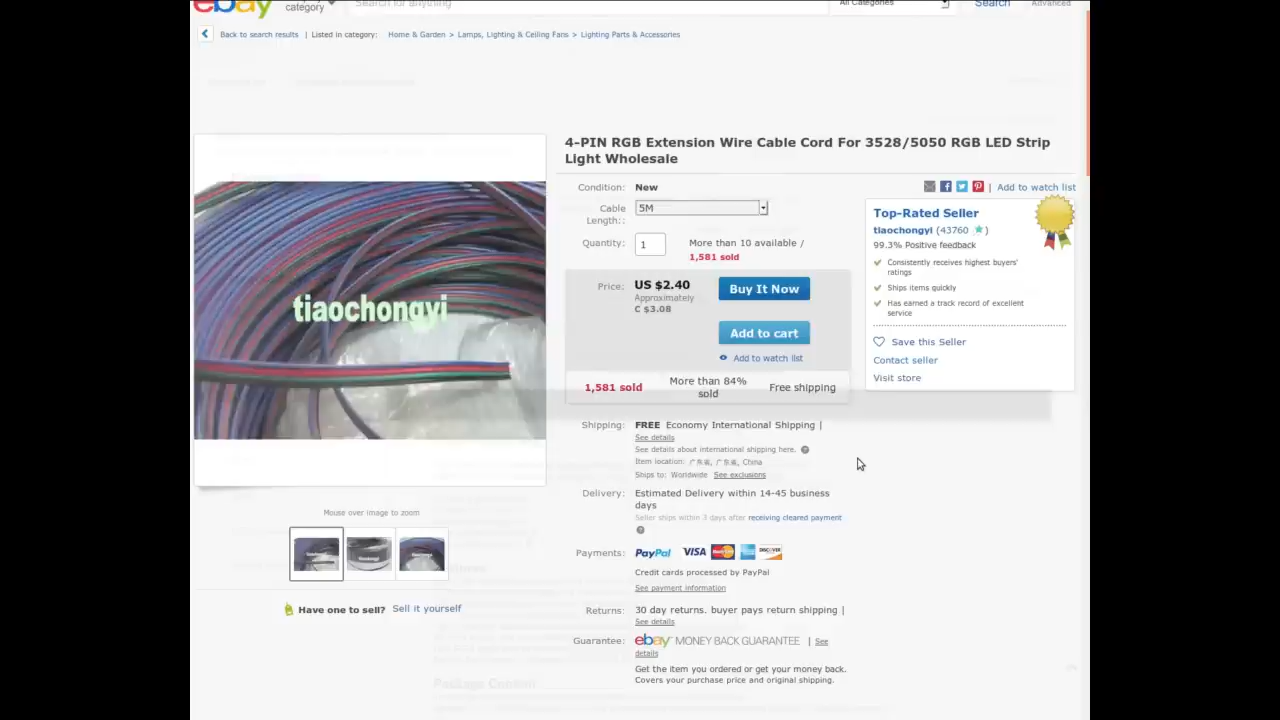 ebay
category
Search for anything
All Categories
Search
Advanced
Back to search results | Listed in category: Home & Garden > Lamps, Lighting & Ceiling Fans > Lighting Parts & Accessories
4-PIN RGB Extension Wire Cable Cord For 3528/5050 RGB LED Strip
Light Wholesale
Condition: New
| Add to watch list
Cable
Length::
5M
Quantity: 1
More than 10 available /
1,581 sold
Price: US $2.40
Approximately
C $3.08
Buy It Now
Add to cart
Add to watch list
1,581 sold
More than 84%
sold
Free shipping
Top-Rated Seller
tiaochongyi (43760 )
99.3% Positive feedback
Consistently receives highest buyers'
ratings
Ships items quickly
Has earned a track record of excellent
service
Save this Seller
Contact seller
Visit store
tiaochongyi
Shipping: FREE Economy International Shipping |
See details
See details about international shipping here. ?
Item location: 广东省, 广东省, China
Ships to: Worldwide See exclusions
Delivery: Estimated Delivery within 14-45 business
days
Seller ships within 3 days after receiving cleared payment
?
Payments: PayPal VISA MasterCard DISCOVER
Credit cards processed by PayPal
See payment information
Returns: 30 day returns. buyer pays return shipping |
See details
Guarantee: ebay MONEY BACK GUARANTEE | See
details
Get the item you ordered or get your money back.
Covers your purchase price and original shipping.
Mouse over image to zoom
Have one to sell? Sell it yourself
Package Content